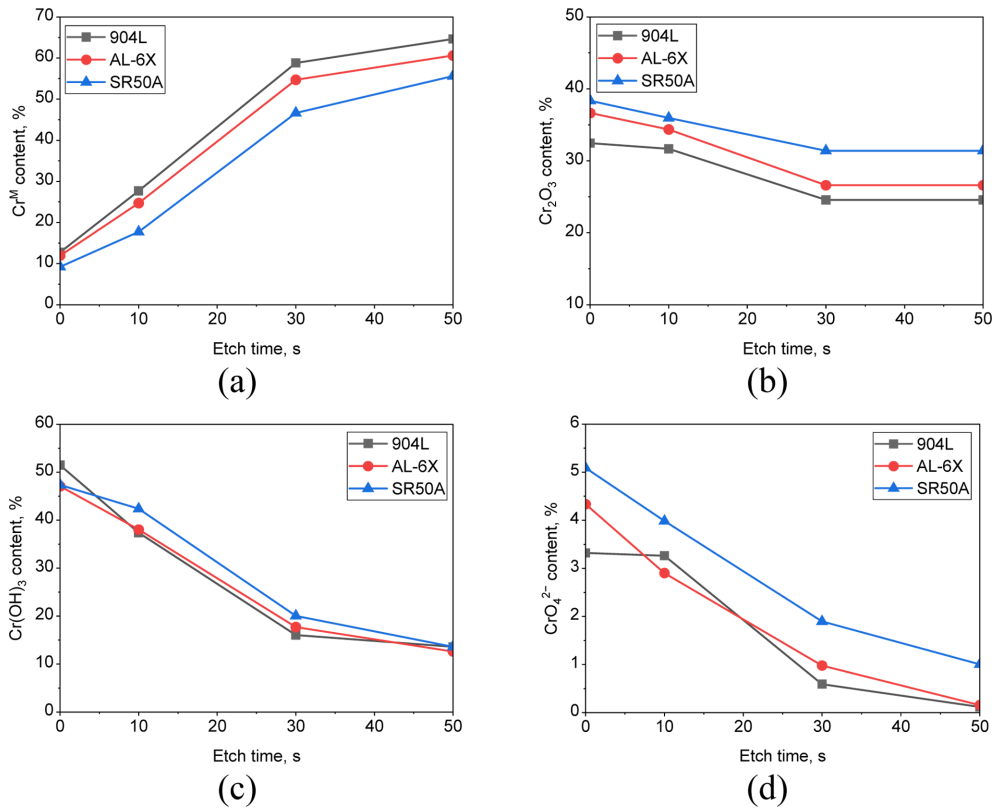 70
60
50
40
30
20
10
0
Cr^M content, %
904L
AL-6X
SR50A
0 10 20 30 40 50
Etch time, s
(a)
50
40
30
20
10
Cr₂O₃ content, %
904L
AL-6X
SR50A
0 10 20 30 40 50
Etch time, s
(b)
60
50
40
30
20
10
0
Cr(OH)₃ content, %
904L
AL-6X
SR50A
0 10 20 30 40 50
Etch time, s
(c)
6
5
4
3
2
1
0
CrO₄²⁻ content, %
904L
AL-6X
SR50A
0 10 20 30 40 50
Etch time, s
(d)